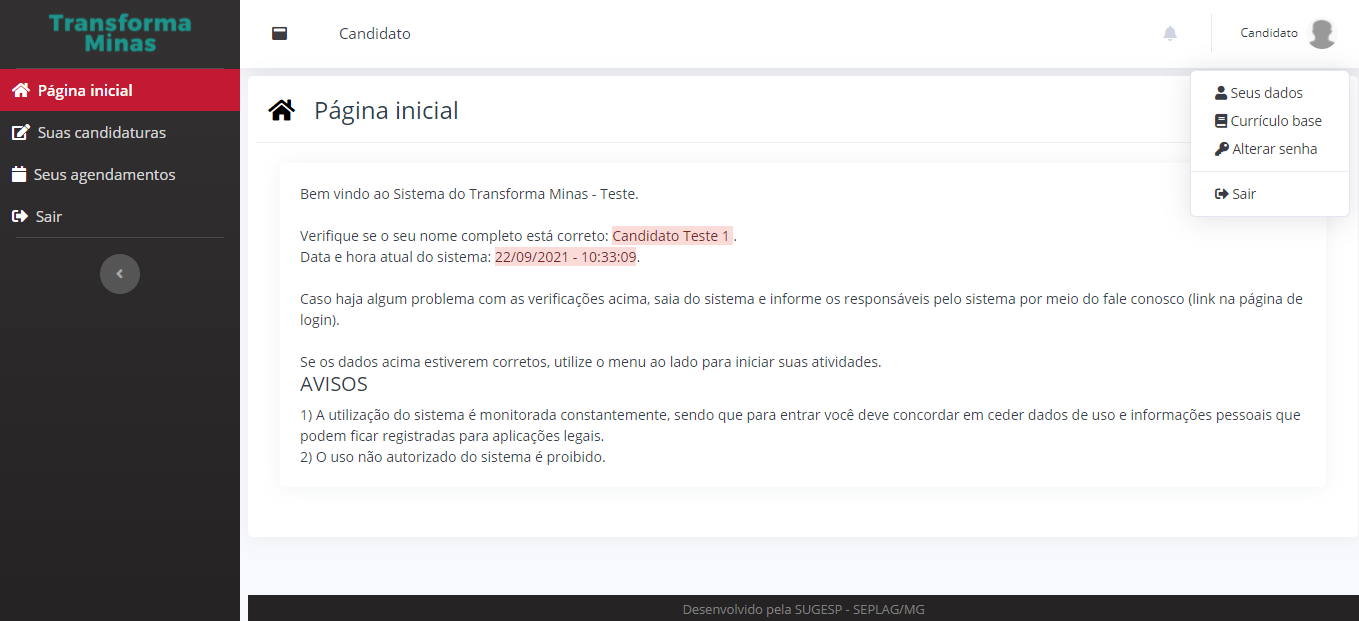 Transforma
Minas
Página inicial
Suas candidaturas
Seus agendamentos
Sair
Candidato
Candidato
Seus dados
Currículo base
Alterar senha
Sair
Página inicial
Bem vindo ao Sistema do Transforma Minas - Teste.
Verifique se o seu nome completo está correto: Candidato Teste 1 .
Data e hora atual do sistema: 22/09/2021 - 10:33:09.
Caso haja algum problema com as verificações acima, saia do sistema e informe os responsáveis pelo sistema por meio do fale conosco (link na página de
login).
Se os dados acima estiverem corretos, utilize o menu ao lado para iniciar suas atividades.
AVISOS
1) A utilização do sistema é monitorada constantemente, sendo que para entrar você deve concordar em ceder dados de uso e informações pessoais que
podem ficar registradas para aplicações legais.
2) O uso não autorizado do sistema é proibido.
Desenvolvido pela SUGESP - SEPLAG/MG